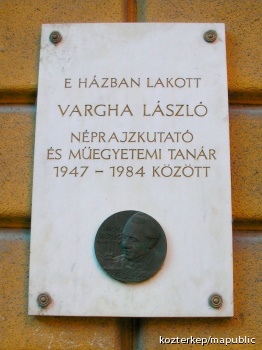 E HÁZBAN LAKOTT
VARGHA LÁSZLÓ
NÉPRAJZKUTATÓ
ÉS MŰEGYETEMI TANÁR
1947 – 1984 KÖZÖTT
kozterkep/mapublic